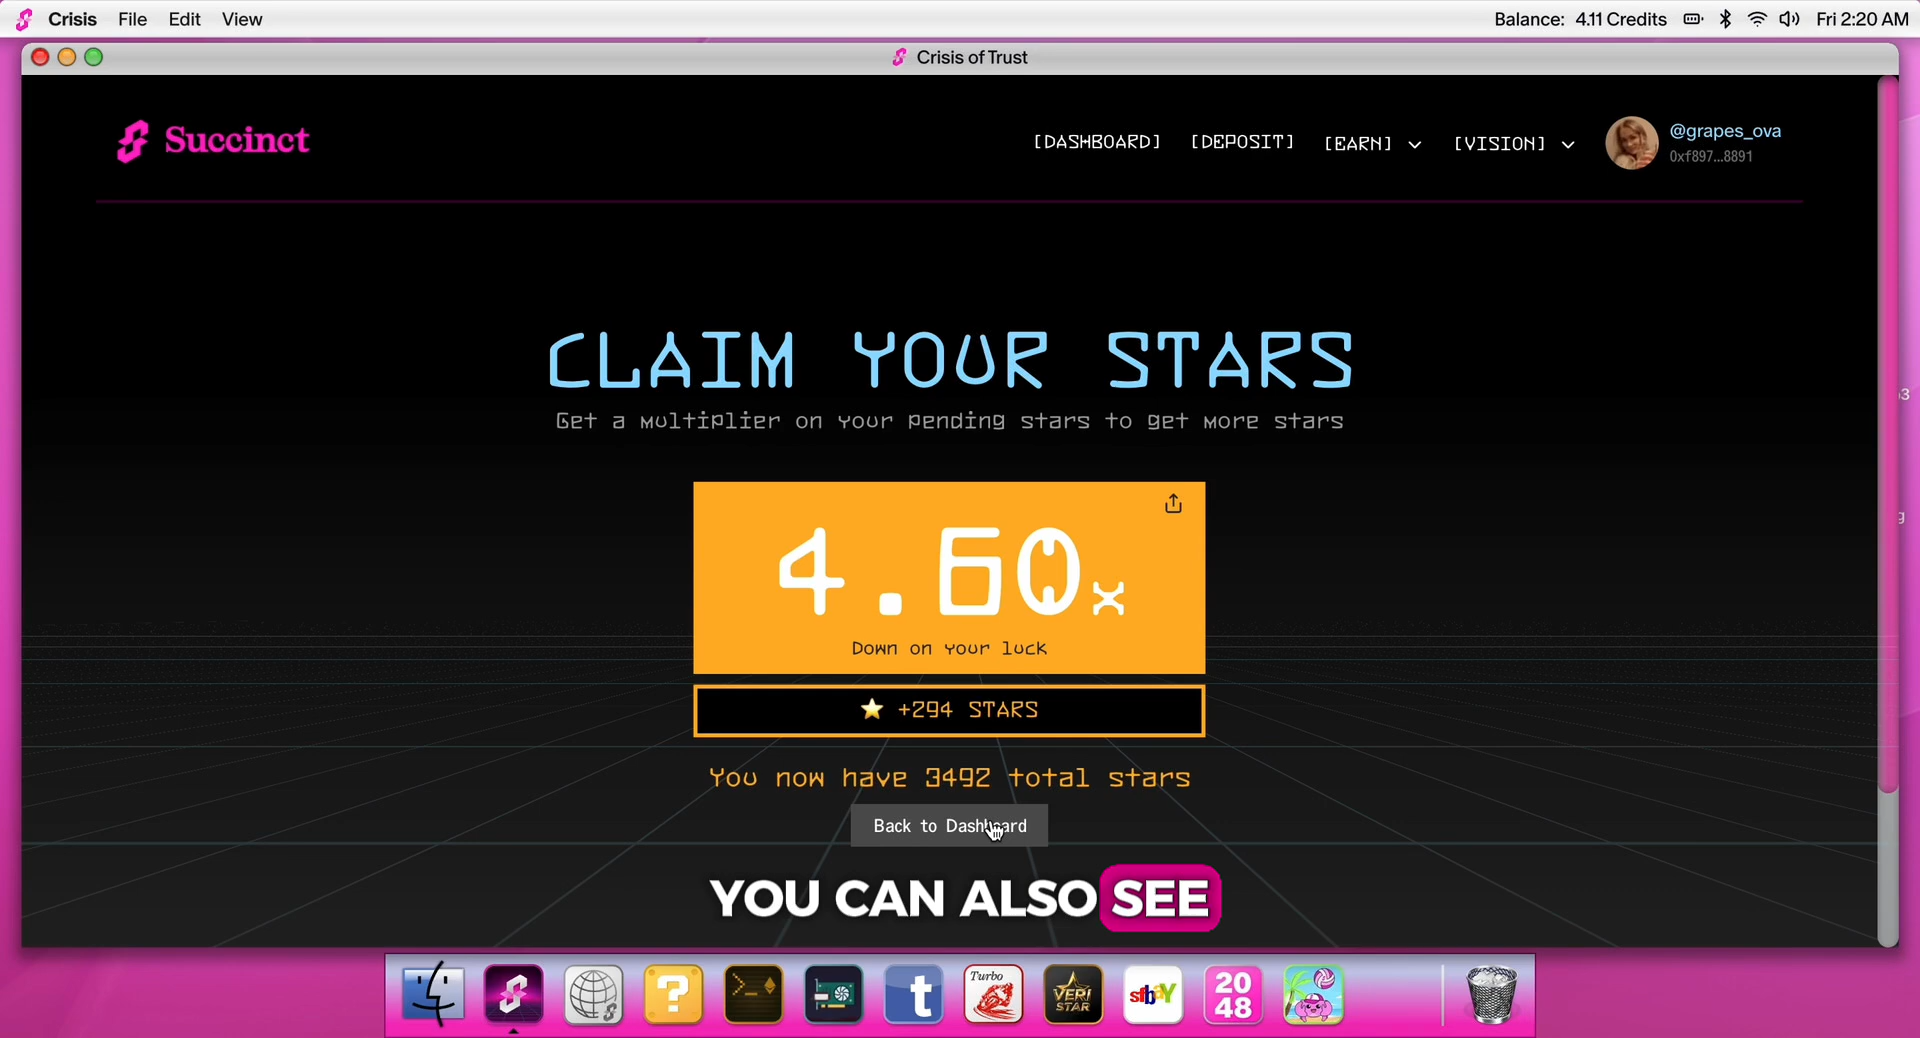 Crisis File Edit View Balance: 4.11 Credits Fri 2:20 AM
Crisis of Trust
Succinct [DASHBOARD] [DEPOSIT] [EARN] [VISION] @grapes_ova
0xf897...8891
CLAIM YOUR STARS
Get a multiplier on your pending stars to get more stars
4.60x
Down on your luck
+294 STARS
You now have 3492 total stars
Back to Dashboard
YOU CAN ALSO SEE
? >_ t Turbo VERI STAR sfbay 20 48